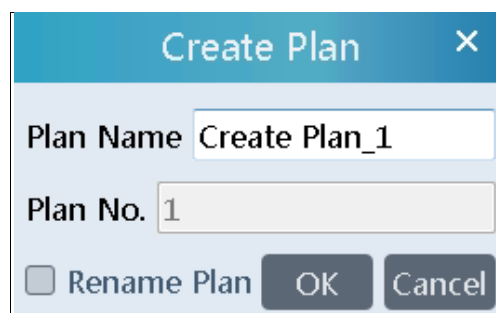 Create Plan ×
Plan Name Create Plan_1
Plan No. 1
Rename Plan OK Cancel